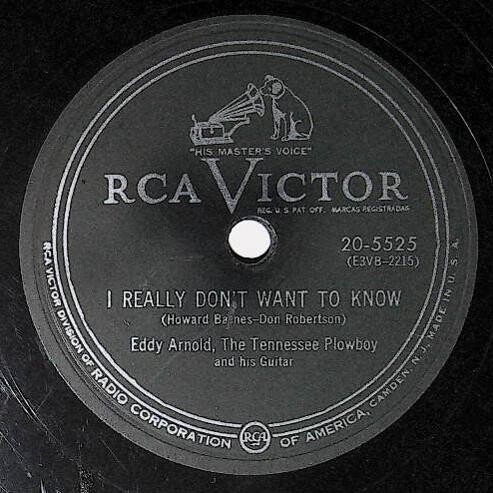 "HIS MASTER'S VOICE"
RCA VICTOR
REG. U.S. PAT. OFF. MARCAS REGISTRADAS
20-5525
(E3VB-2215)
I REALLY DON'T WANT TO KNOW
(Howard Barnes-Don Robertson)
Eddy Arnold, The Tennessee Plowboy
and his Guitar
RCA VICTOR DIVISION OF RADIO CORPORATION OF AMERICA, CAMDEN, N.J. MADE IN U.S.A.
RCA